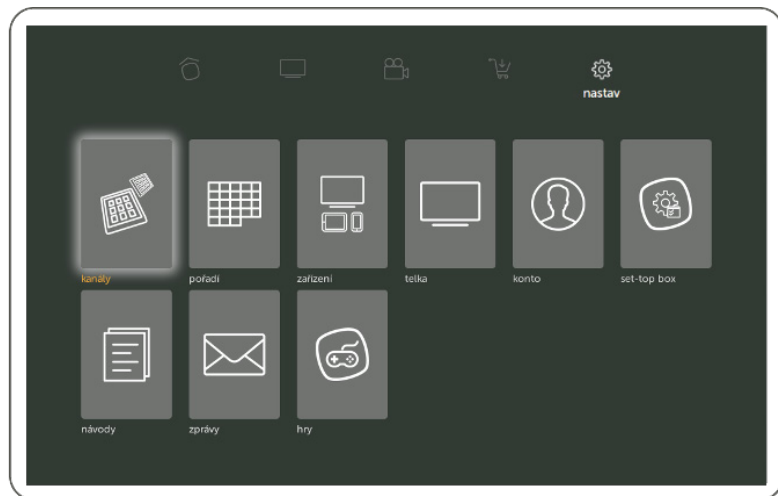 nastav
kanály
pořadí
zařízení
telka
konto
set-top box
návody
zprávy
hry